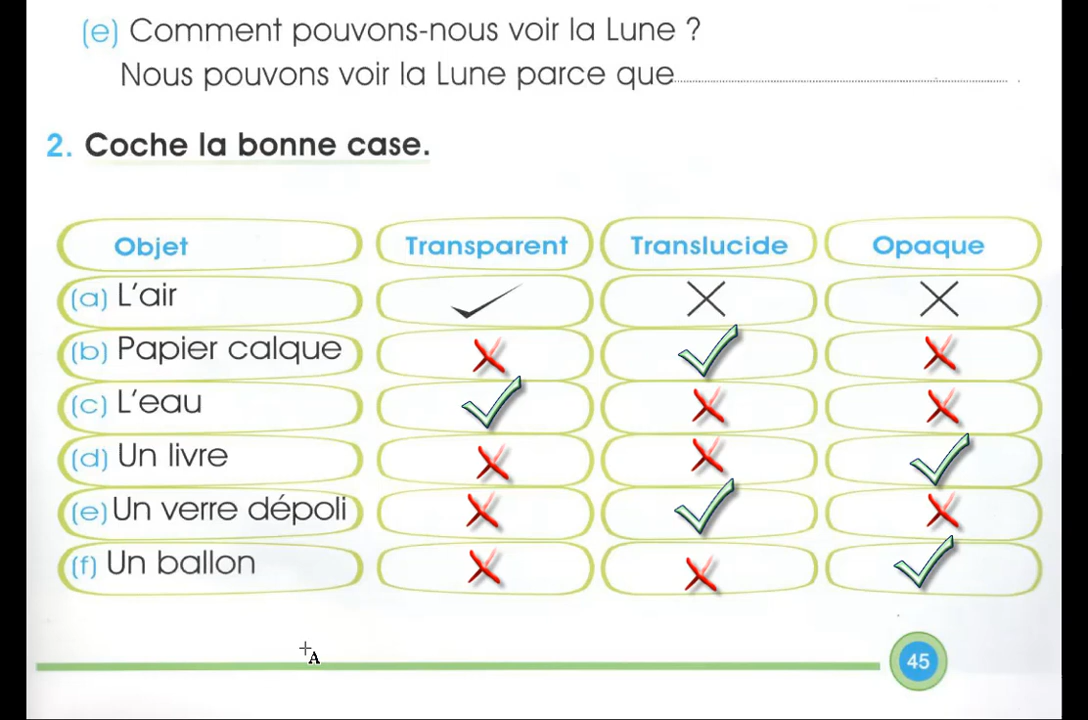 (e) Comment pouvons-nous voir la Lune ?
Nous pouvons voir la Lune parce que.................... .
2. Coche la bonne case.
Objet Transparent Translucide Opaque
(a) L'air ✓ ✗ ✗
(b) Papier calque ✗ ✓ ✗
(c) L'eau ✓ ✗ ✗
(d) Un livre ✗ ✗ ✓
(e) Un verre dépoli ✗ ✓ ✗
(f) Un ballon ✗ ✗ ✓
A
45